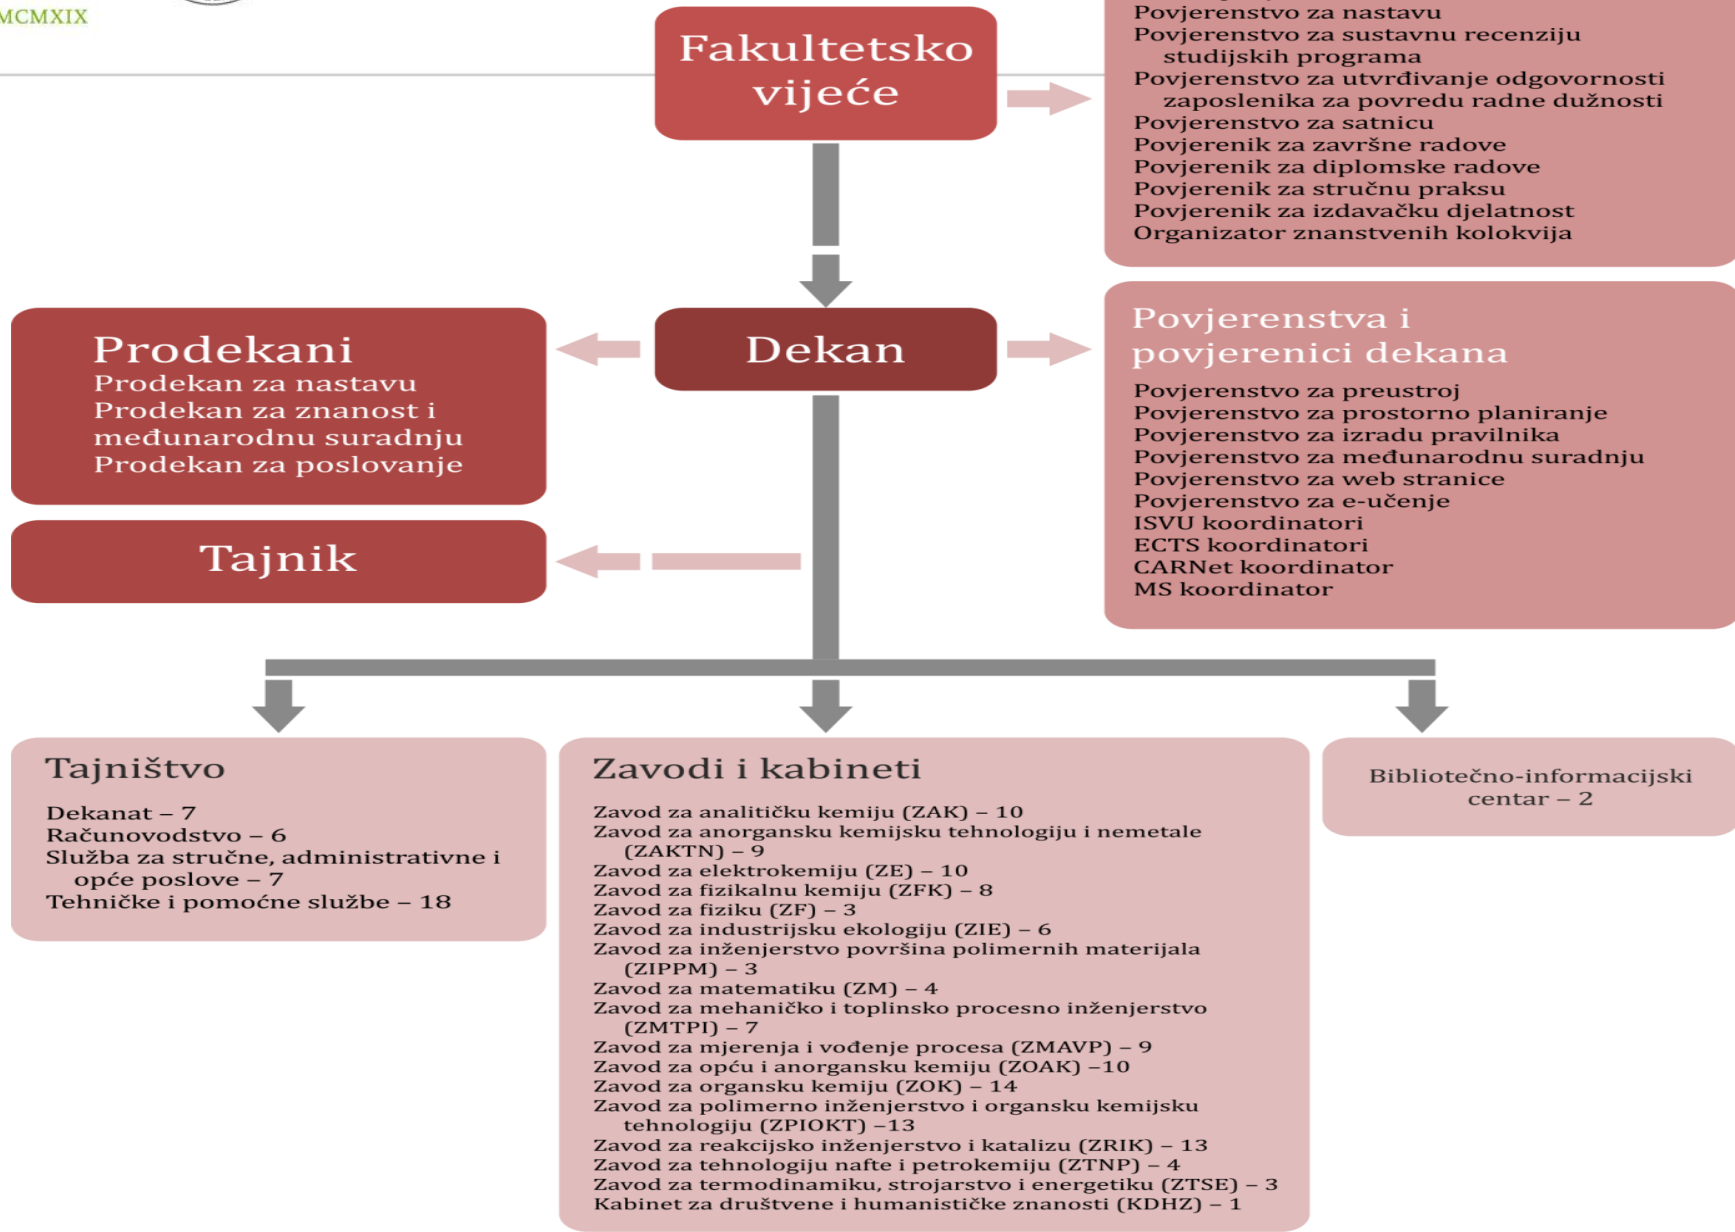 MCMXIX
Fakultetsko
vijeće
Povjerenstvo za nastavu
Povjerenstvo za sustavnu recenziju
studijskih programa
Povjerenstvo za utvrđivanje odgovornosti
zaposlenika za povredu radne dužnosti
Povjerenstvo za satnicu
Povjerenik za završne radove
Povjerenik za diplomske radove
Povjerenik za stručnu praksu
Povjerenik za izdavačku djelatnost
Organizator znanstvenih kolokvija
Prodekani
Prodekan za nastavu
Prodekan za znanost i
međunarodnu suradnju
Prodekan za poslovanje
Dekan
Povjerenstva i
povjerenici dekana
Povjerenstvo za preustroj
Povjerenstvo za prostorno planiranje
Povjerenstvo za izradu pravilnika
Povjerenstvo za međunarodnu suradnju
Povjerenstvo za web stranice
Povjerenstvo za e-učenje
ISVU koordinatori
ECTS koordinatori
CARNet koordinator
MS koordinator
Tajnik
Tajništvo
Dekanat – 7
Računovodstvo – 6
Služba za stručne, administrativne i
opće poslove – 7
Tehničke i pomoćne službe – 18
Zavodi i kabineti
Zavod za analitičku kemiju (ZAK) – 10
Zavod za anorgansku kemijsku tehnologiju i nemetale
(ZAKTN) – 9
Zavod za elektrokemiju (ZE) – 10
Zavod za fizikalnu kemiju (ZFK) – 8
Zavod za fiziku (ZF) – 3
Zavod za industrijsku ekologiju (ZIE) – 6
Zavod za inženjerstvo površina polimernih materijala
(ZIPPM) – 3
Zavod za matematiku (ZM) – 4
Zavod za mehaničko i toplinsko procesno inženjerstvo
(ZMTPI) – 7
Zavod za mjerenja i vođenje procesa (ZMAVP) – 9
Zavod za opću i anorgansku kemiju (ZOAK) –10
Zavod za organsku kemiju (ZOK) – 14
Zavod za polimerno inženjerstvo i organsku kemijsku
tehnologiju (ZPIOKT) –13
Zavod za reakcijsko inženjerstvo i katalizu (ZRIK) – 13
Zavod za tehnologiju nafte i petrokemiju (ZTNP) – 4
Zavod za termodinamiku, strojarstvo i energetiku (ZTSE) – 3
Kabinet za društvene i humanističke znanosti (KDHZ) – 1
Bibliotečno-informacijski
centar – 2